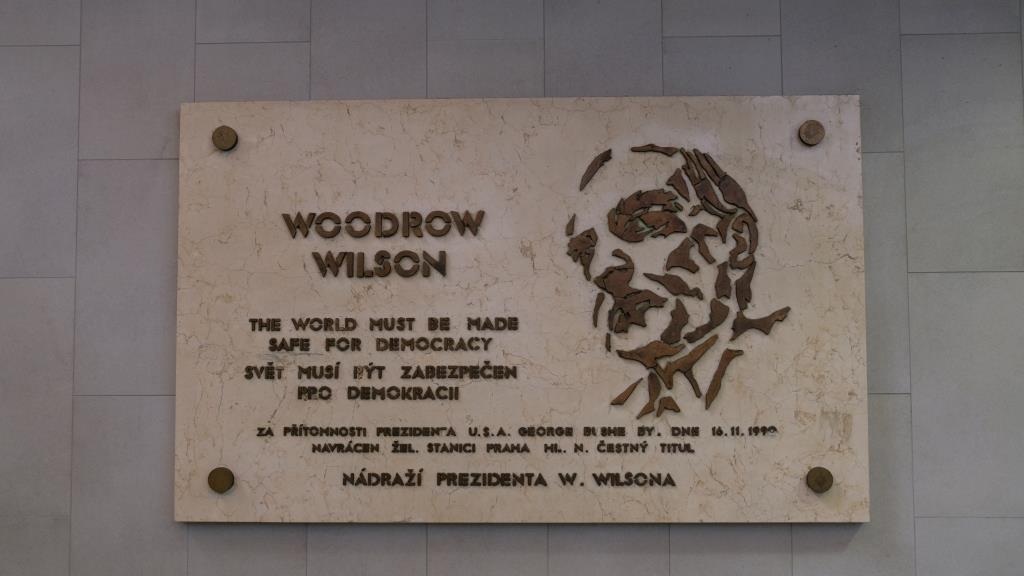 WOODROW
WILSON
THE WORLD MUST BE MADE
SAFE FOR DEMOCRACY
SVĚT MUSÍ BÝT ZABEZPEČEN
PRO DEMOKRACII
ZA PŘÍTOMNOSTI PREZIDENTA U.S.A. GEORGE BUSHE BY. DNE 16.11.1990
NAVRÁCEN ŽEL. STANICI PRAHA HL. N. ČESTNÝ TITUL
NÁDRAŽÍ PREZIDENTA W. WILSONA